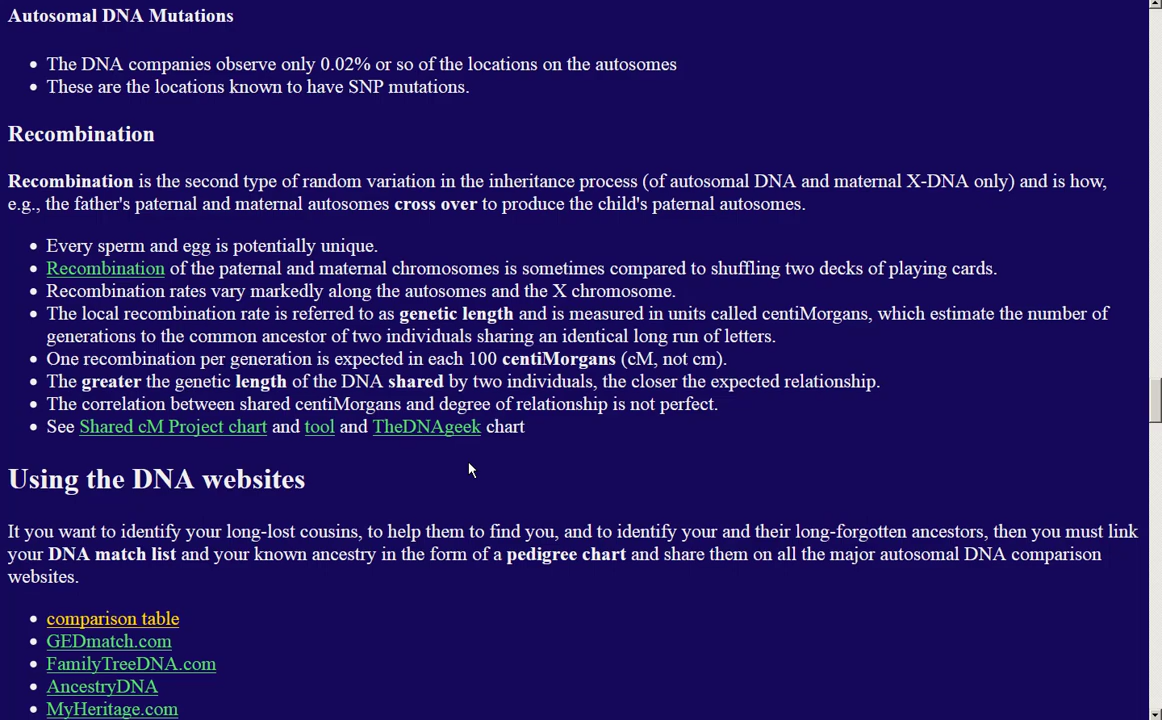 Autosomal DNA Mutations
The DNA companies observe only 0.02% or so of the locations on the autosomes
These are the locations known to have SNP mutations.
Recombination
Recombination is the second type of random variation in the inheritance process (of autosomal DNA and maternal X-DNA only) and is how,
e.g., the father's paternal and maternal autosomes cross over to produce the child's paternal autosomes.
Every sperm and egg is potentially unique.
Recombination of the paternal and maternal chromosomes is sometimes compared to shuffling two decks of playing cards.
Recombination rates vary markedly along the autosomes and the X chromosome.
The local recombination rate is referred to as genetic length and is measured in units called centiMorgans, which estimate the number of
generations to the common ancestor of two individuals sharing an identical long run of letters.
One recombination per generation is expected in each 100 centiMorgans (cM, not cm).
The greater the genetic length of the DNA shared by two individuals, the closer the expected relationship.
The correlation between shared centiMorgans and degree of relationship is not perfect.
See Shared cM Project chart and tool and TheDNAgeek chart
Using the DNA websites
It you want to identify your long-lost cousins, to help them to find you, and to identify your and their long-forgotten ancestors, then you must link
your DNA match list and your known ancestry in the form of a pedigree chart and share them on all the major autosomal DNA comparison
websites.
comparison table
GEDmatch.com
FamilyTreeDNA.com
AncestryDNA
MyHeritage.com